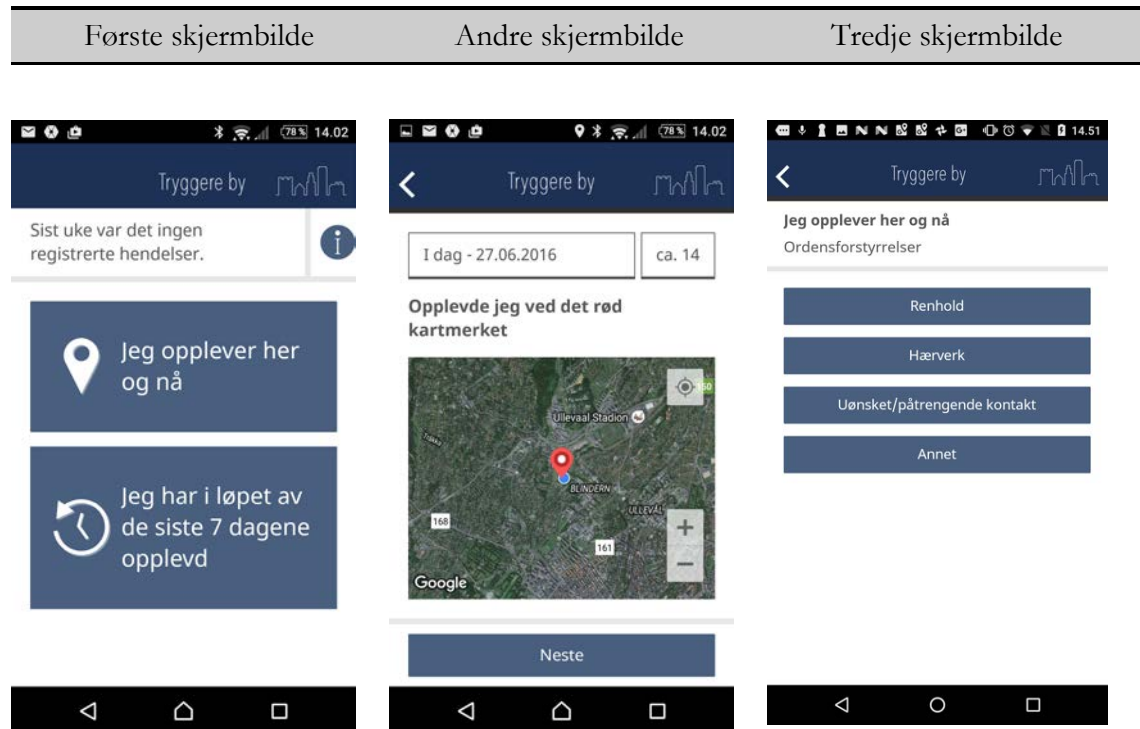 Første skjermbilde
Andre skjermbilde
Tredje skjermbilde
78 % 14.02
Tryggere by
Sist uke var det ingen
registrerte hendelser.
i
Jeg opplever her
og nå
Jeg har i løpet av
de siste 7 dagene
opplevd
78 % 14.02
Tryggere by
I dag - 27.06.2016
ca. 14
Opplevde jeg ved det rød
kartmerket
150
Ullevaal Stadion
BLINDERN
ULLEVÅL
168
161
+
−
Google
Neste
G+
14.51
Tryggere by
Jeg opplever her og nå
Ordensforstyrrelser
Renhold
Hærverk
Uønsket/påtrengende kontakt
Annet